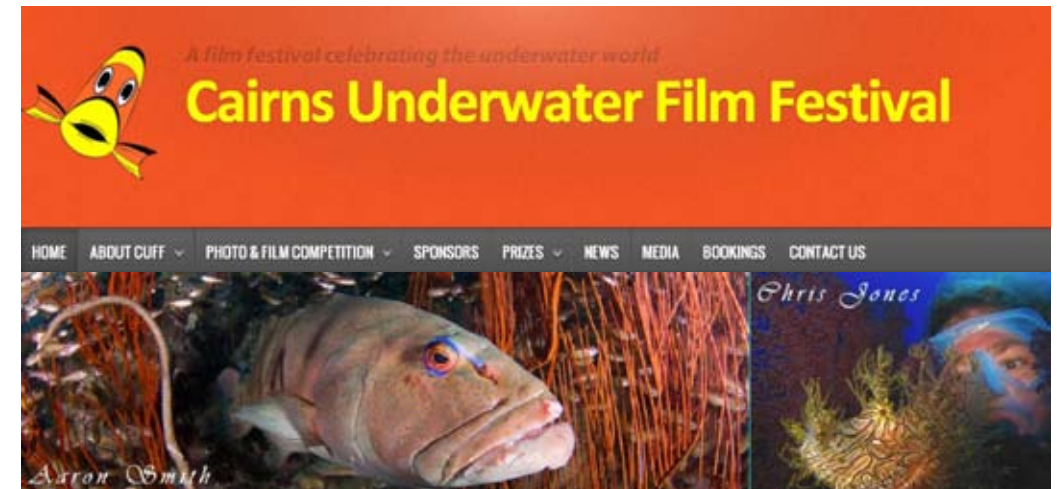 A film festival celebrating the underwater world
Cairns Underwater Film Festival
HOME ABOUT CUFF PHOTO & FILM COMPETITION SPONSORS PRIZES NEWS MEDIA BOOKINGS CONTACT US
Chris Jones
Aaron Smith